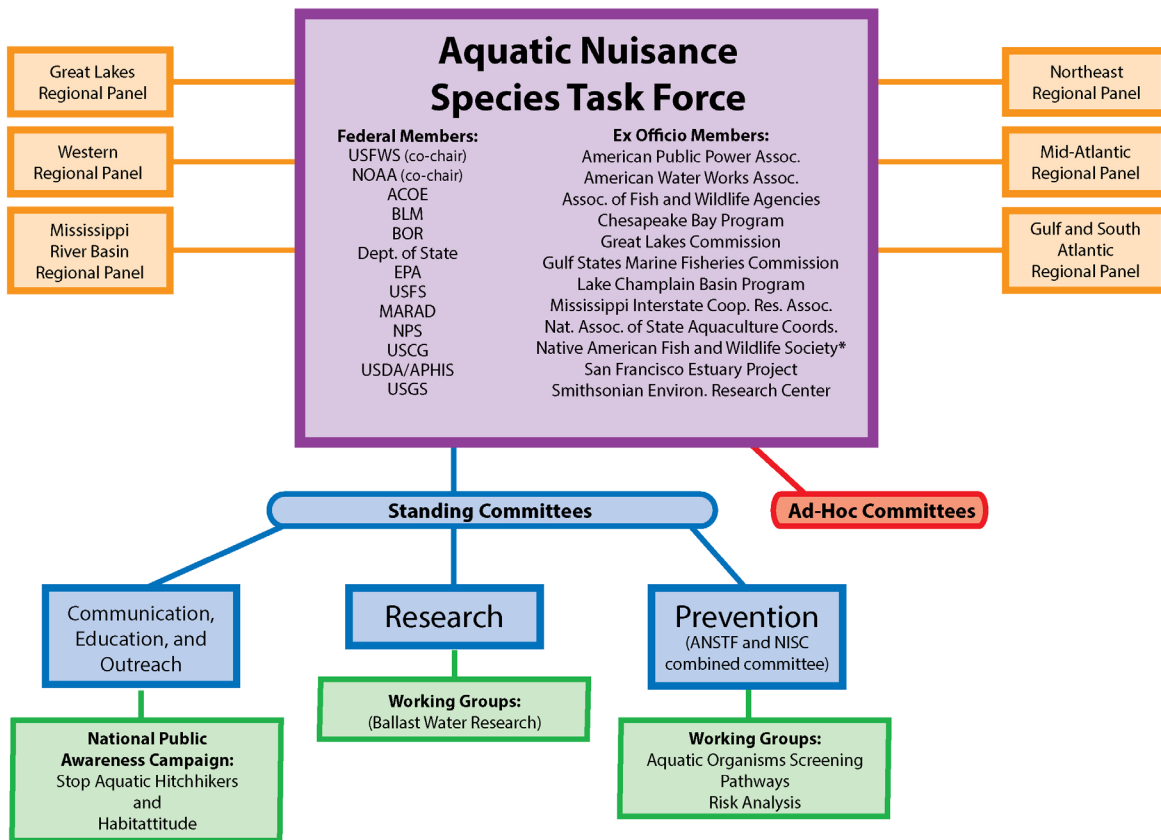 Aquatic Nuisance
Species Task Force
Federal Members:
USFWS (co-chair)
NOAA (co-chair)
ACOE
BLM
BOR
Dept. of State
EPA
USFS
MARAD
NPS
USCG
USDA/APHIS
USGS
Ex Officio Members:
American Public Power Assoc.
American Water Works Assoc.
Assoc. of Fish and Wildlife Agencies
Chesapeake Bay Program
Great Lakes Commission
Gulf States Marine Fisheries Commission
Lake Champlain Basin Program
Mississippi Interstate Coop. Res. Assoc.
Nat. Assoc. of State Aquaculture Coords.
Native American Fish and Wildlife Society*
San Francisco Estuary Project
Smithsonian Environ. Research Center
Great Lakes
Regional Panel
Western
Regional Panel
Mississippi
River Basin
Regional Panel
Northeast
Regional Panel
Mid-Atlantic
Regional Panel
Gulf and South
Atlantic
Regional Panel
Standing Committees
Ad-Hoc Committees
Communication,
Education, and
Outreach
Research
Prevention
(ANSTF and NISC
combined committee)
National Public
Awareness Campaign:
Stop Aquatic Hitchhikers
and
Habitattitude
Working Groups:
(Ballast Water Research)
Working Groups:
Aquatic Organisms Screening
Pathways
Risk Analysis